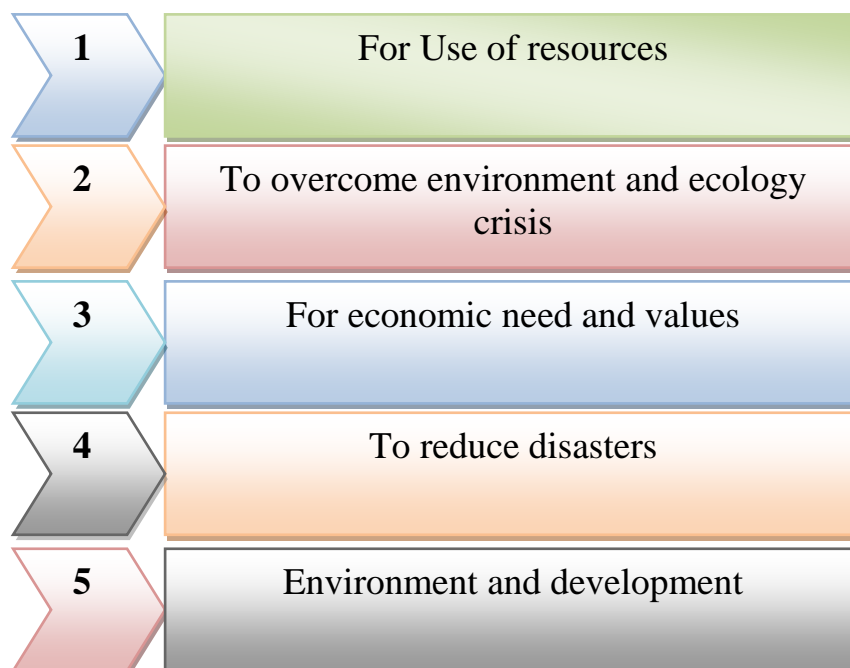 1
For Use of resources
2
To overcome environment and ecology
crisis
3
For economic need and values
4
To reduce disasters
5
Environment and development